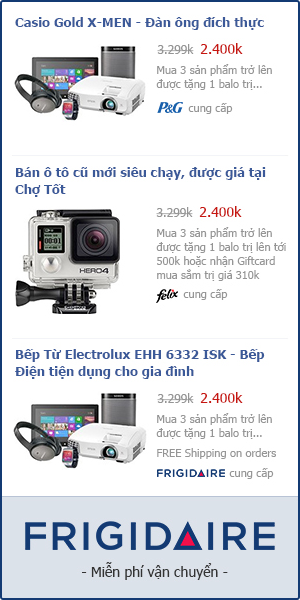 Casio Gold X-MEN - Đàn ông đích thực
3.299k 2.400k
Mua 3 sản phẩm trở lên
được tặng 1 balo trị...
P&G cung cấp
Bán ô tô cũ mới siêu chạy, được giá tại
Chợ Tốt
3.299k 2.400k
Mua 3 sản phẩm trở lên
được tặng 1 balo trị lên tới
500k hoặc nhận Giftcard
mua sắm trị giá 310k
felix cung cấp
GoPro
HERO4
Bếp Từ Electrolux EHH 6332 ISK - Bếp
Điện tiện dụng cho gia đình
3.299k 2.400k
Mua 3 sản phẩm trở lên
được tặng 1 balo trị...
FREE Shipping on orders
FRIGIDAIRE cung cấp
FRIGIDAIRE
- Miễn phí vận chuyển -